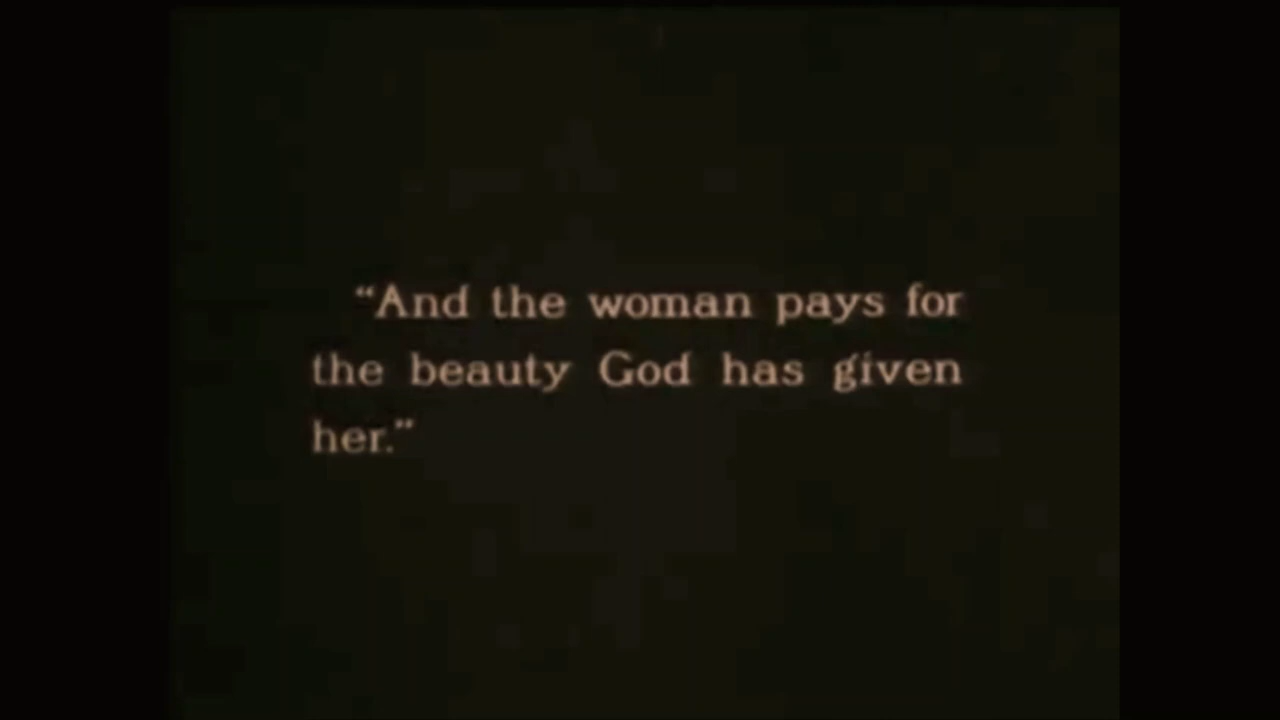 “And the woman pays for
the beauty God has given
her.”